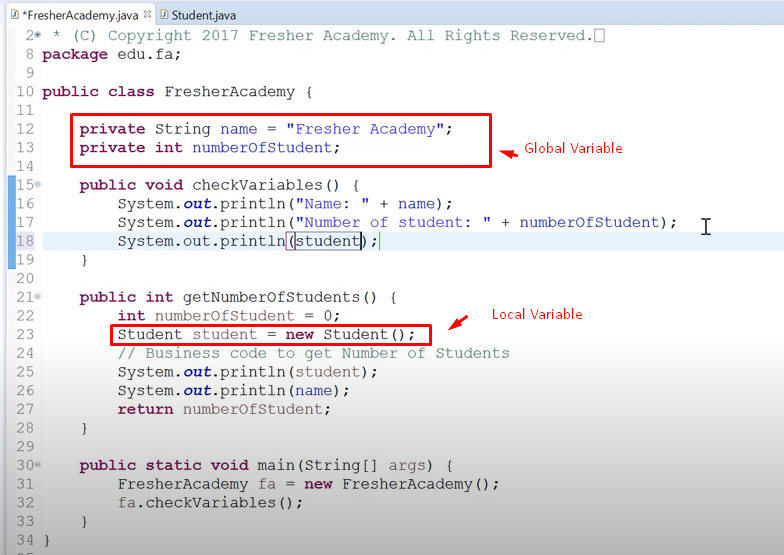 *FresherAcademy.java Student.java
2 * (C) Copyright 2017 Fresher Academy. All Rights Reserved.
8 package edu.fa;
9
10 public class FresherAcademy {
11
12 private String name = "Fresher Academy";
13 private int numberOfStudent;
Global Variable
14
15 public void checkVariables() {
16 System.out.println("Name: " + name);
17 System.out.println("Number of student: " + numberOfStudent);
18 System.out.println(student);
19 }
20
21 public int getNumberOfStudents() {
22 int numberOfStudent = 0;
Local Variable
23 Student student = new Student();
24 // Business code to get Number of Students
25 System.out.println(student);
26 System.out.println(name);
27 return numberOfStudent;
28 }
29
30 public static void main(String[] args) {
31 FresherAcademy fa = new FresherAcademy();
32 fa.checkVariables();
33 }
34 }